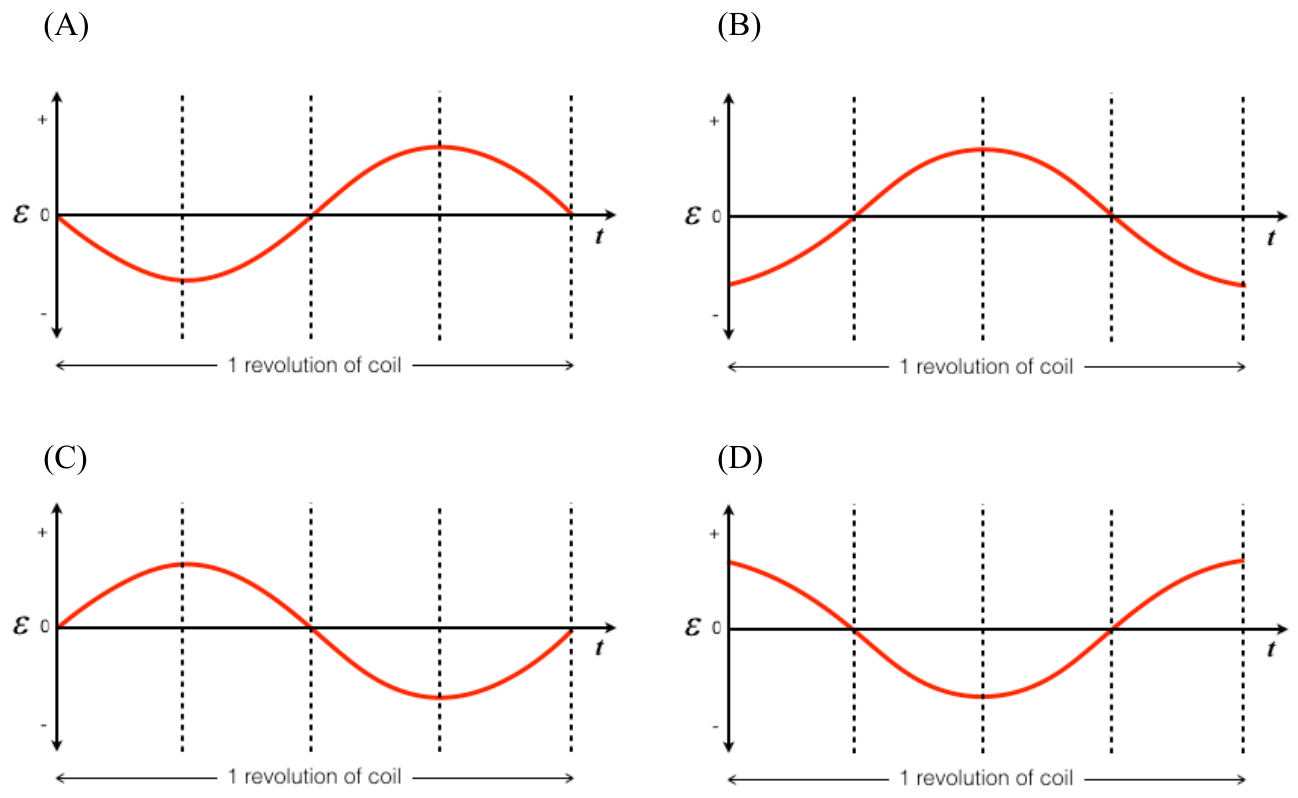 (A)
(B)
+
ε 0
t
-
1 revolution of coil
+
ε 0
t
-
1 revolution of coil
(C)
(D)
+
ε 0
t
-
1 revolution of coil
+
ε 0
t
-
1 revolution of coil